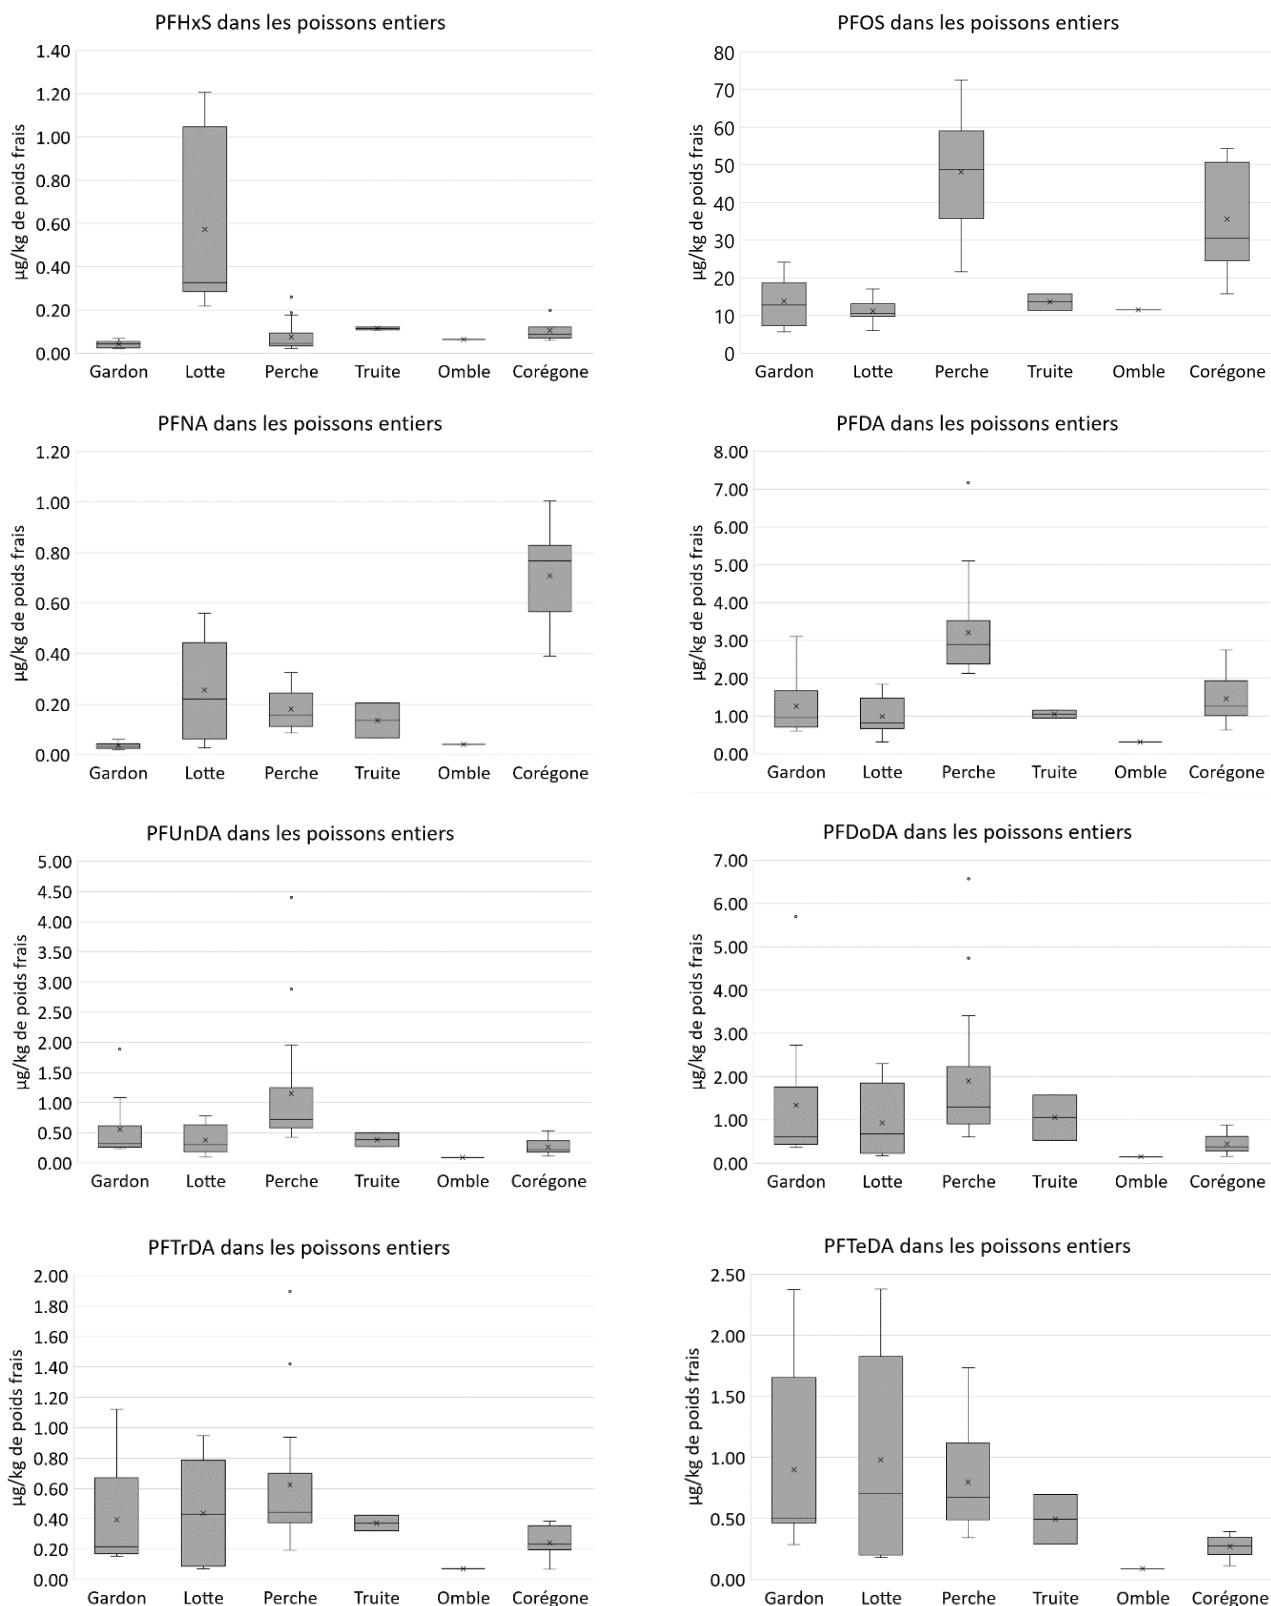 PFHxS dans les poissons entiers
µg/kg de poids frais
1.40
1.20
1.00
0.80
0.60
0.40
0.20
0.00
Gardon Lotte Perche Truite Omble Corégone
PFOS dans les poissons entiers
µg/kg de poids frais
80
70
60
50
40
30
20
10
0
Gardon Lotte Perche Truite Omble Corégone
PFNA dans les poissons entiers
µg/kg de poids frais
1.20
1.00
0.80
0.60
0.40
0.20
0.00
Gardon Lotte Perche Truite Omble Corégone
PFDA dans les poissons entiers
µg/kg de poids frais
8.00
7.00
6.00
5.00
4.00
3.00
2.00
1.00
0.00
Gardon Lotte Perche Truite Omble Corégone
PFUnDA dans les poissons entiers
µg/kg de poids frais
5.00
4.50
4.00
3.50
3.00
2.50
2.00
1.50
1.00
0.50
0.00
Gardon Lotte Perche Truite Omble Corégone
PFDoDA dans les poissons entiers
µg/kg de poids frais
7.00
6.00
5.00
4.00
3.00
2.00
1.00
0.00
Gardon Lotte Perche Truite Omble Corégone
PFTrDA dans les poissons entiers
µg/kg de poids frais
2.00
1.80
1.60
1.40
1.20
1.00
0.80
0.60
0.40
0.20
0.00
Gardon Lotte Perche Truite Omble Corégone
PFTeDA dans les poissons entiers
µg/kg de poids frais
2.50
2.00
1.50
1.00
0.50
0.00
Gardon Lotte Perche Truite Omble Corégone